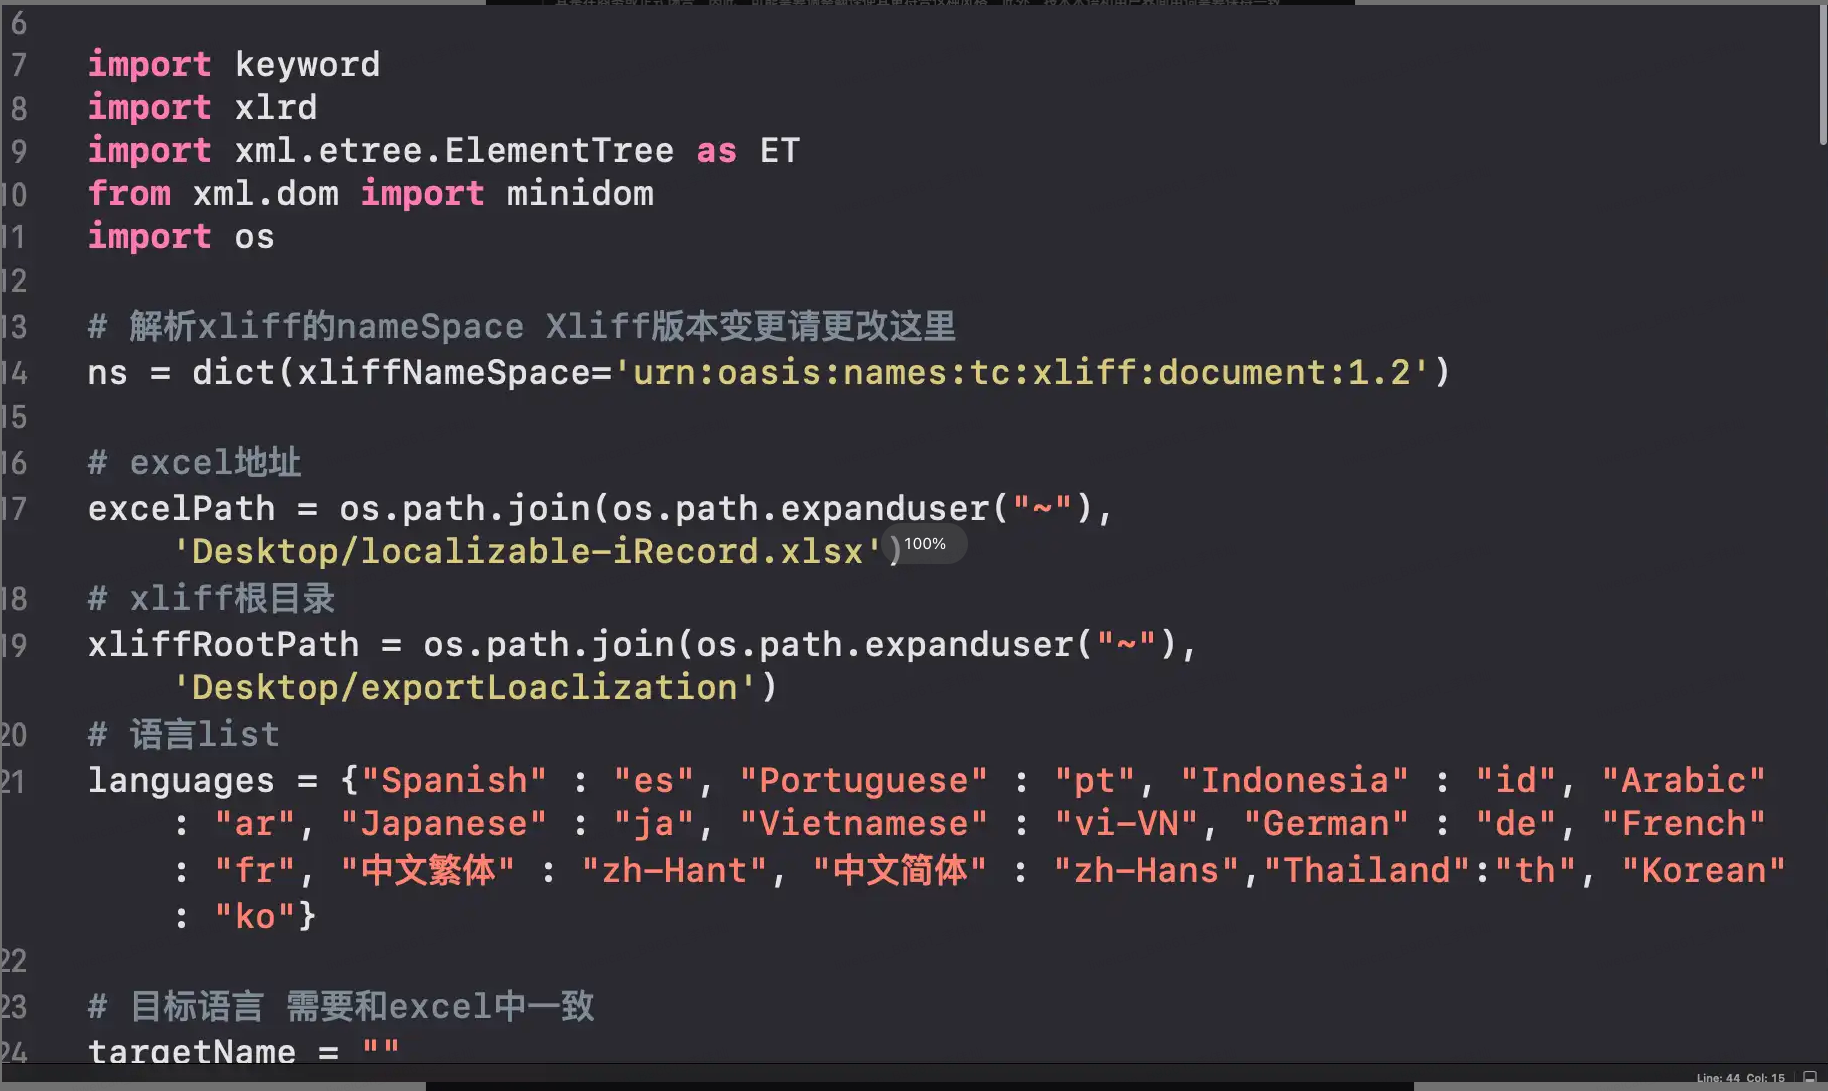 6
7 import keyword
8 import xlrd
9 import xml.etree.ElementTree as ET
10 from xml.dom import minidom
11 import os
12
13 # 解析xliff的nameSpace Xliff版本变更请更改这里
14 ns = dict(xliffNameSpace='urn:oasis:names:tc:xliff:document:1.2')
15
16 # excel地址
17 excelPath = os.path.join(os.path.expanduser("~"),
'Desktop/localizable-iRecord.xlsx')
100%
18 # xliff根目录
19 xliffRootPath = os.path.join(os.path.expanduser("~"),
'Desktop/exportLoaclization')
20 # 语言list
21 languages = {"Spanish" : "es", "Portuguese" : "pt", "Indonesia" : "id", "Arabic"
: "ar", "Japanese" : "ja", "Vietnamese" : "vi-VN", "German" : "de", "French"
: "fr", "中文繁体" : "zh-Hant", "中文简体" : "zh-Hans","Thailand":"th", "Korean"
: "ko"}
22
23 # 目标语言 需要和excel中一致
24 targetName = ""
Line: 44 Col: 15